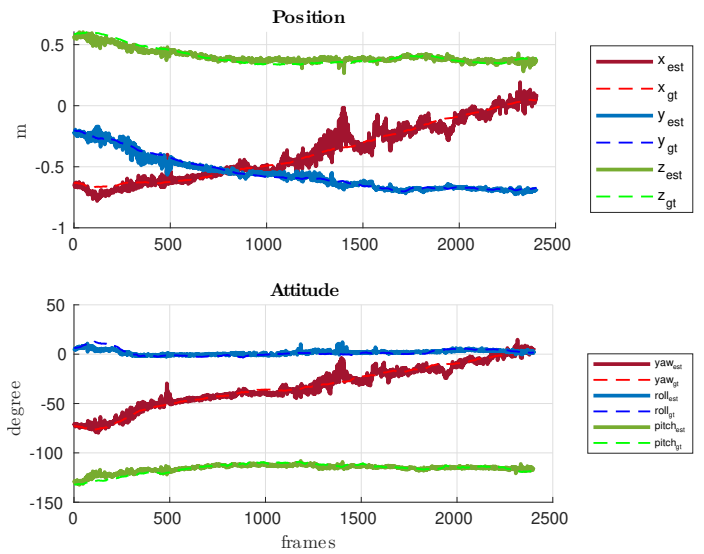 Position
0.5
0
-0.5
-1
m
0 500 1000 1500 2000 2500
x est
x gt
y est
y gt
z est
z gt
Attitude
50
0
-50
-100
-150
degree
0 500 1000 1500 2000 2500
frames
yaw est
yaw gt
roll est
roll gt
pitch est
pitch gt